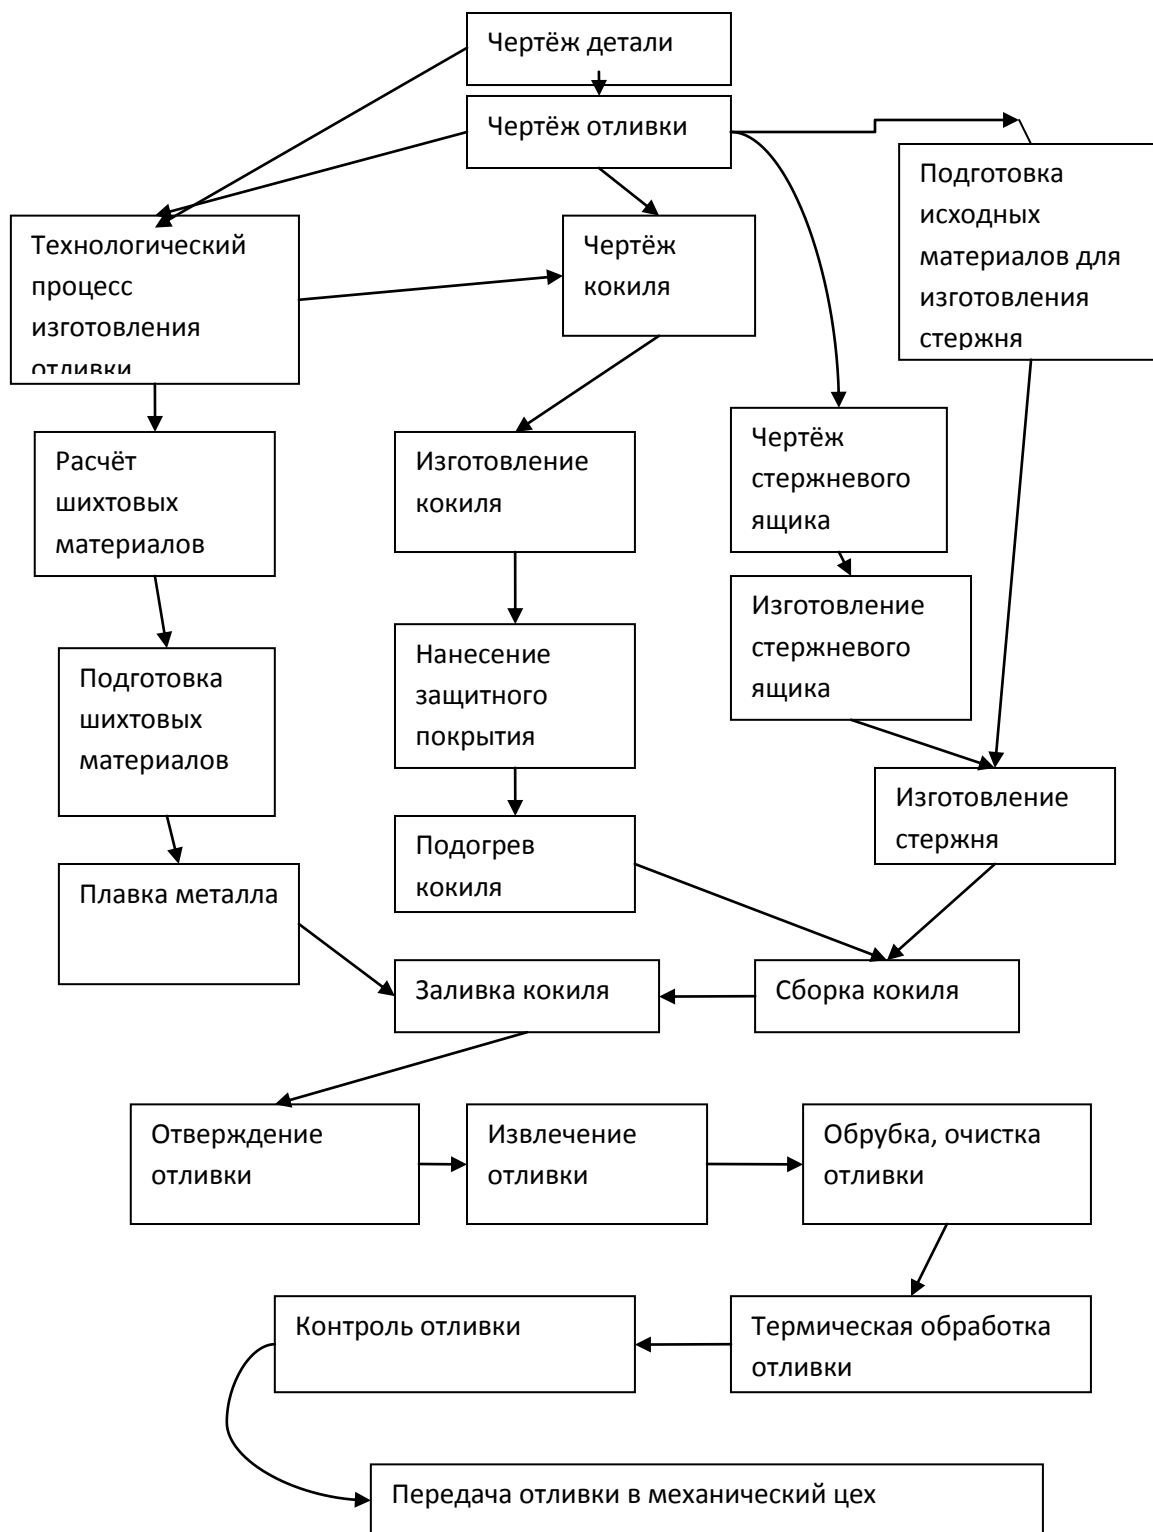 Чертёж детали
Чертёж отливки
Подготовка
исходных
материалов для
изготовления
стержня
Технологический
процесс
изготовления
отливки
Чертёж
кокиля
Расчёт
шихтовых
материалов
Изготовление
кокиля
Чертёж
стержневого
ящика
Изготовление
стержневого
ящика
Нанесение
защитного
покрытия
Подготовка
шихтовых
материалов
Изготовление
стержня
Подогрев
кокиля
Плавка металла
Заливка кокиля
Сборка кокиля
Отверждение
отливки
Извлечение
отливки
Обрубка, очистка
отливки
Контроль отливки
Термическая обработка
отливки
Передача отливки в механический цех